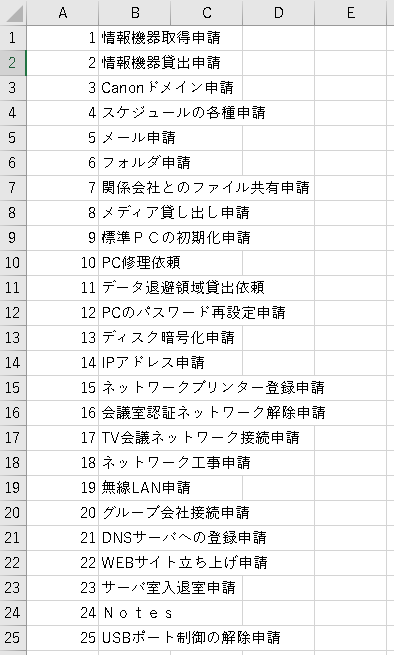 A B C D E
1 1 情報機器取得申請
2 2 情報機器貸出申請
3 3 Canonドメイン申請
4 4 スケジュールの各種申請
5 5 メール申請
6 6 フォルダ申請
7 7 関係会社とのファイル共有申請
8 8 メディア貸し出し申請
9 9 標準ＰＣの初期化申請
10 10 PC修理依頼
11 11 データ退避領域貸出依頼
12 12 PCのパスワード再設定申請
13 13 ディスク暗号化申請
14 14 IPアドレス申請
15 15 ネットワークプリンター登録申請
16 16 会議室認証ネットワーク解除申請
17 17 TV会議ネットワーク接続申請
18 18 ネットワーク工事申請
19 19 無線LAN申請
20 20 グループ会社接続申請
21 21 DNSサーバへの登録申請
22 22 WEBサイト立ち上げ申請
23 23 サーバ室入退室申請
24 24 Ｎｏｔｅｓ
25 25 USBポート制御の解除申請